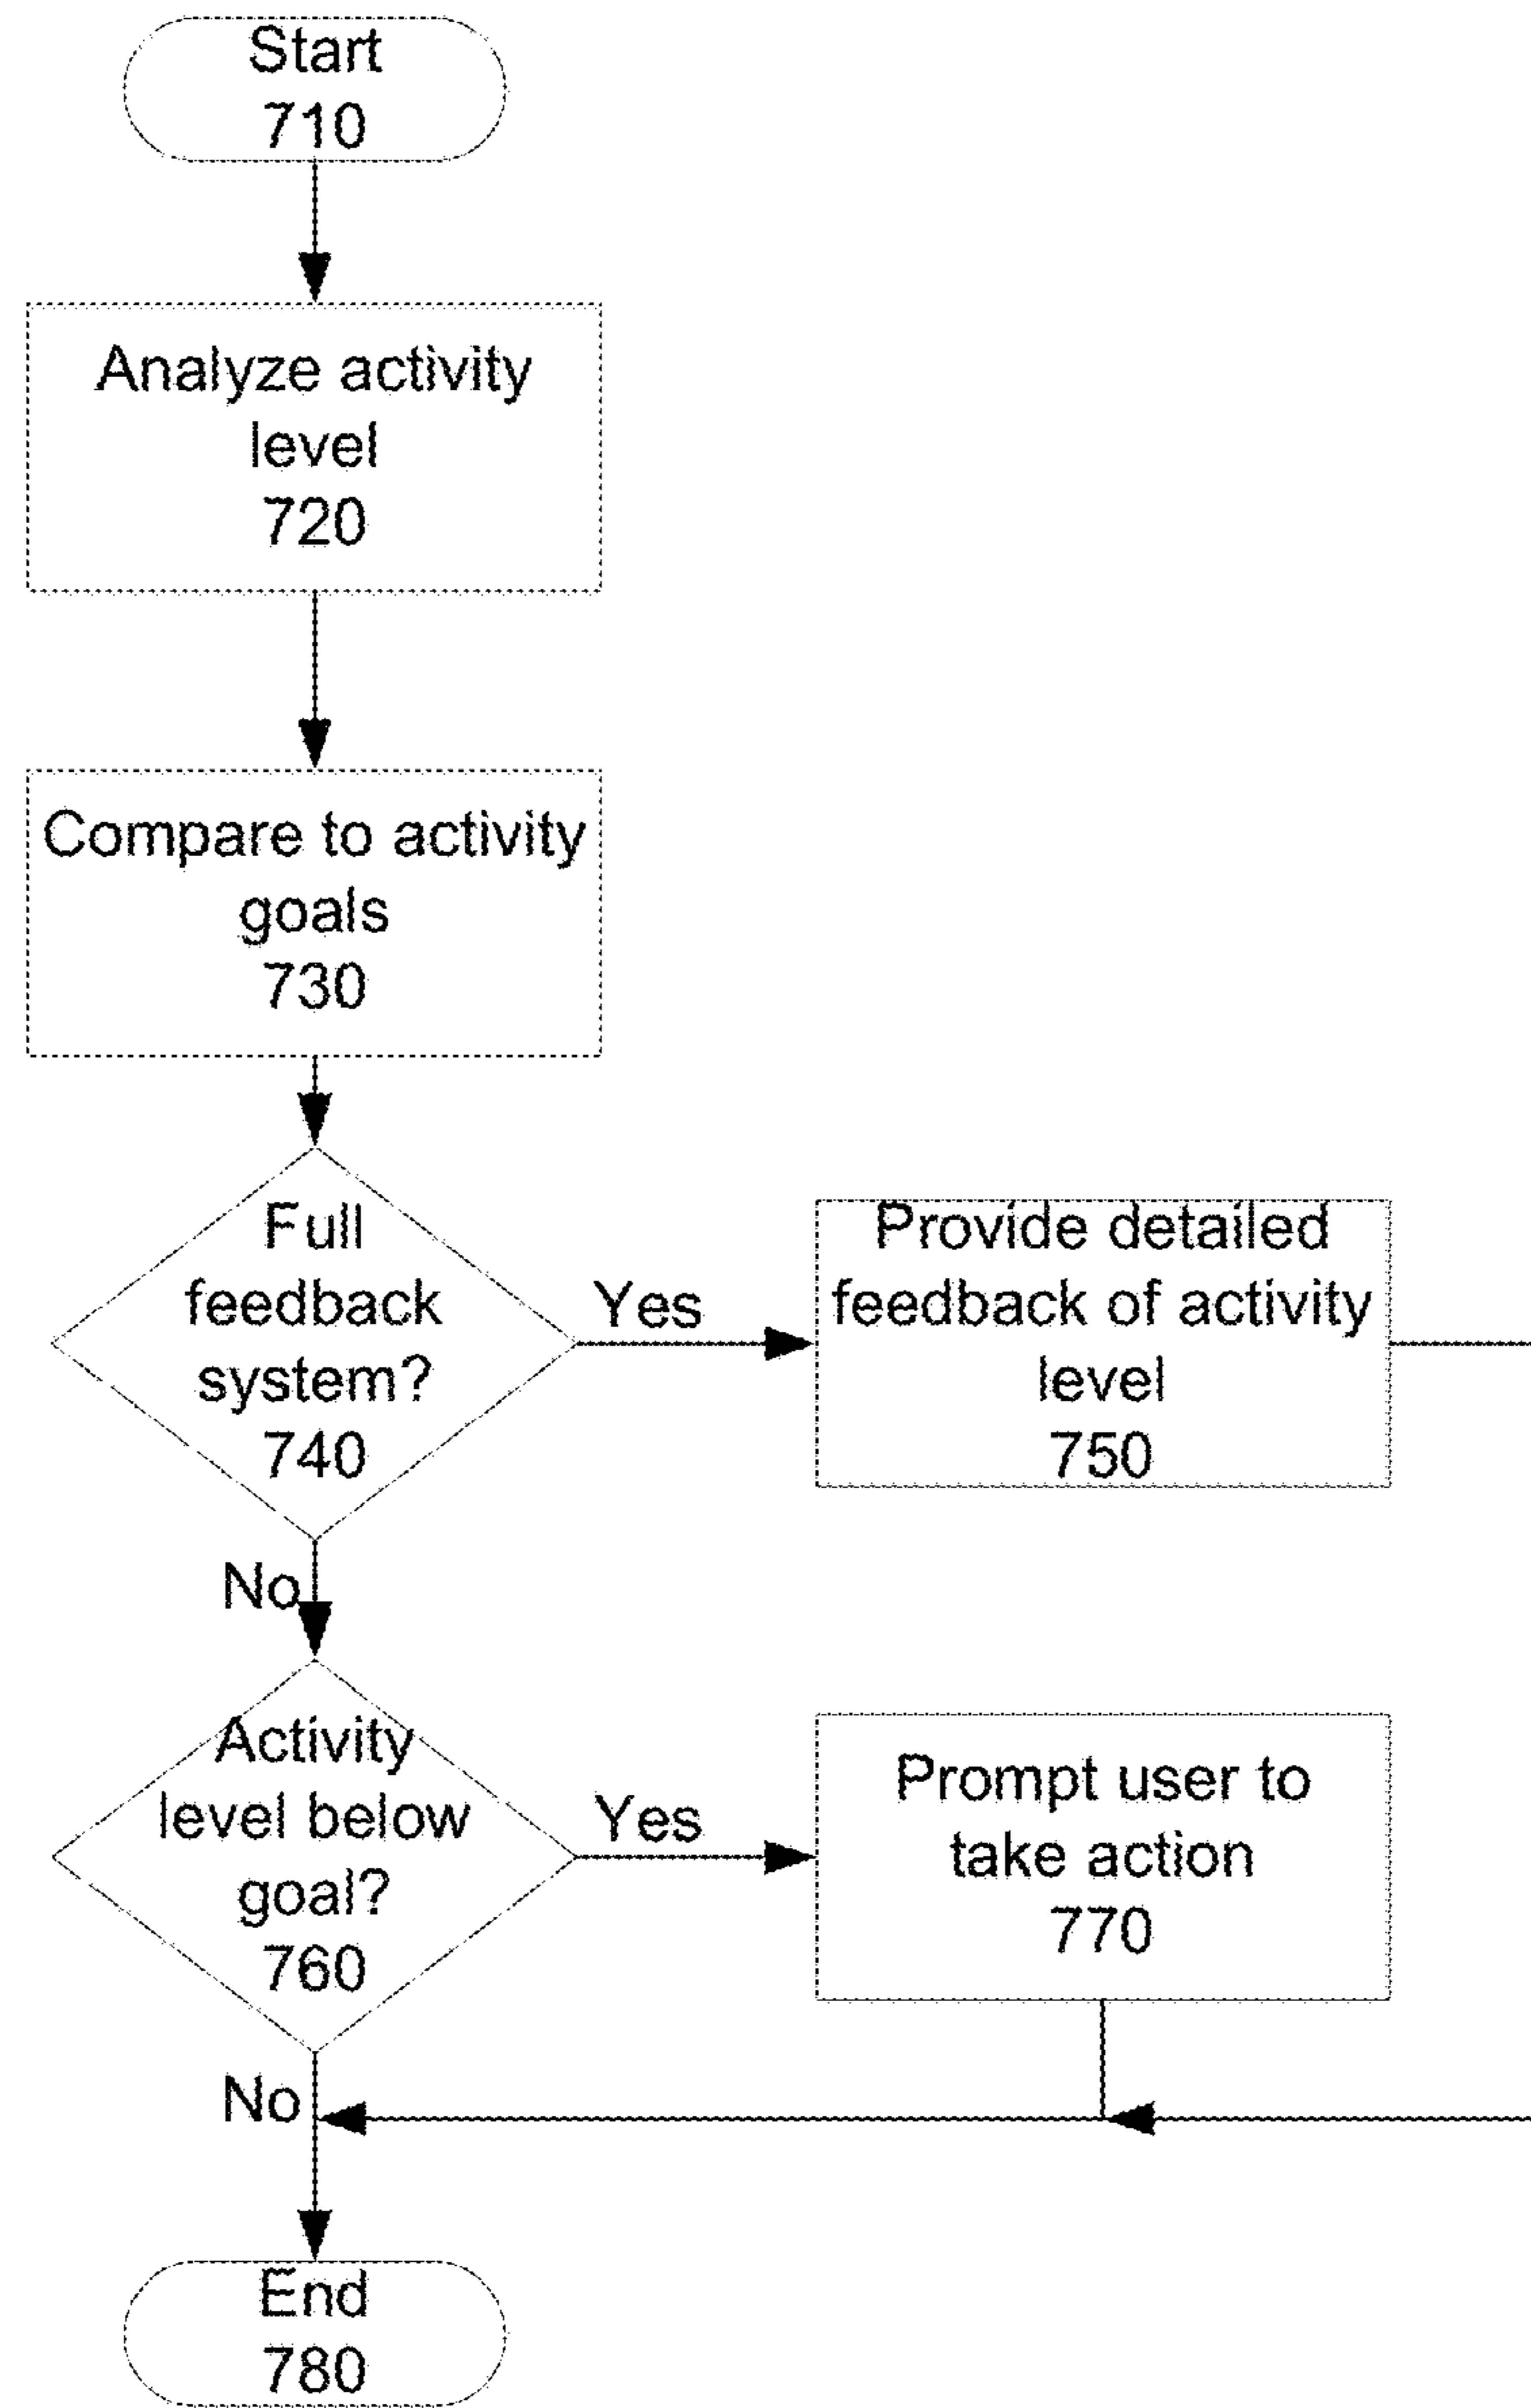 Start
710
Analyze activity
level
720
Compare to activity
goals
730
Full
feedback
system?
740
Yes
Provide detailed
feedback of activity
level
750
No
Activity
level below
goal?
760
Yes
Prompt user to
take action
770
No
End
780